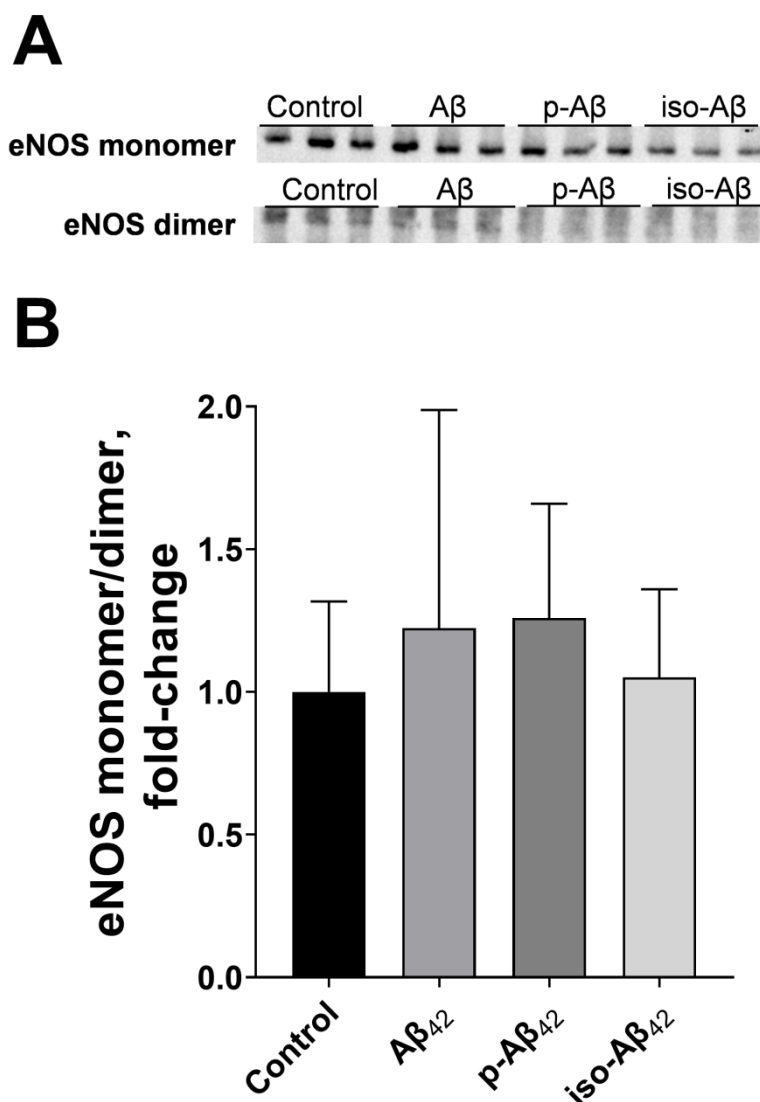 A
Control Aβ p-Aβ iso-Aβ
eNOS monomer
Control Aβ p-Aβ iso-Aβ
eNOS dimer
B
eNOS monomer/dimer,
fold-change
2.0
1.5
1.0
0.5
0.0
Control
Aβ₄₂
p-Aβ₄₂
iso-Aβ₄₂